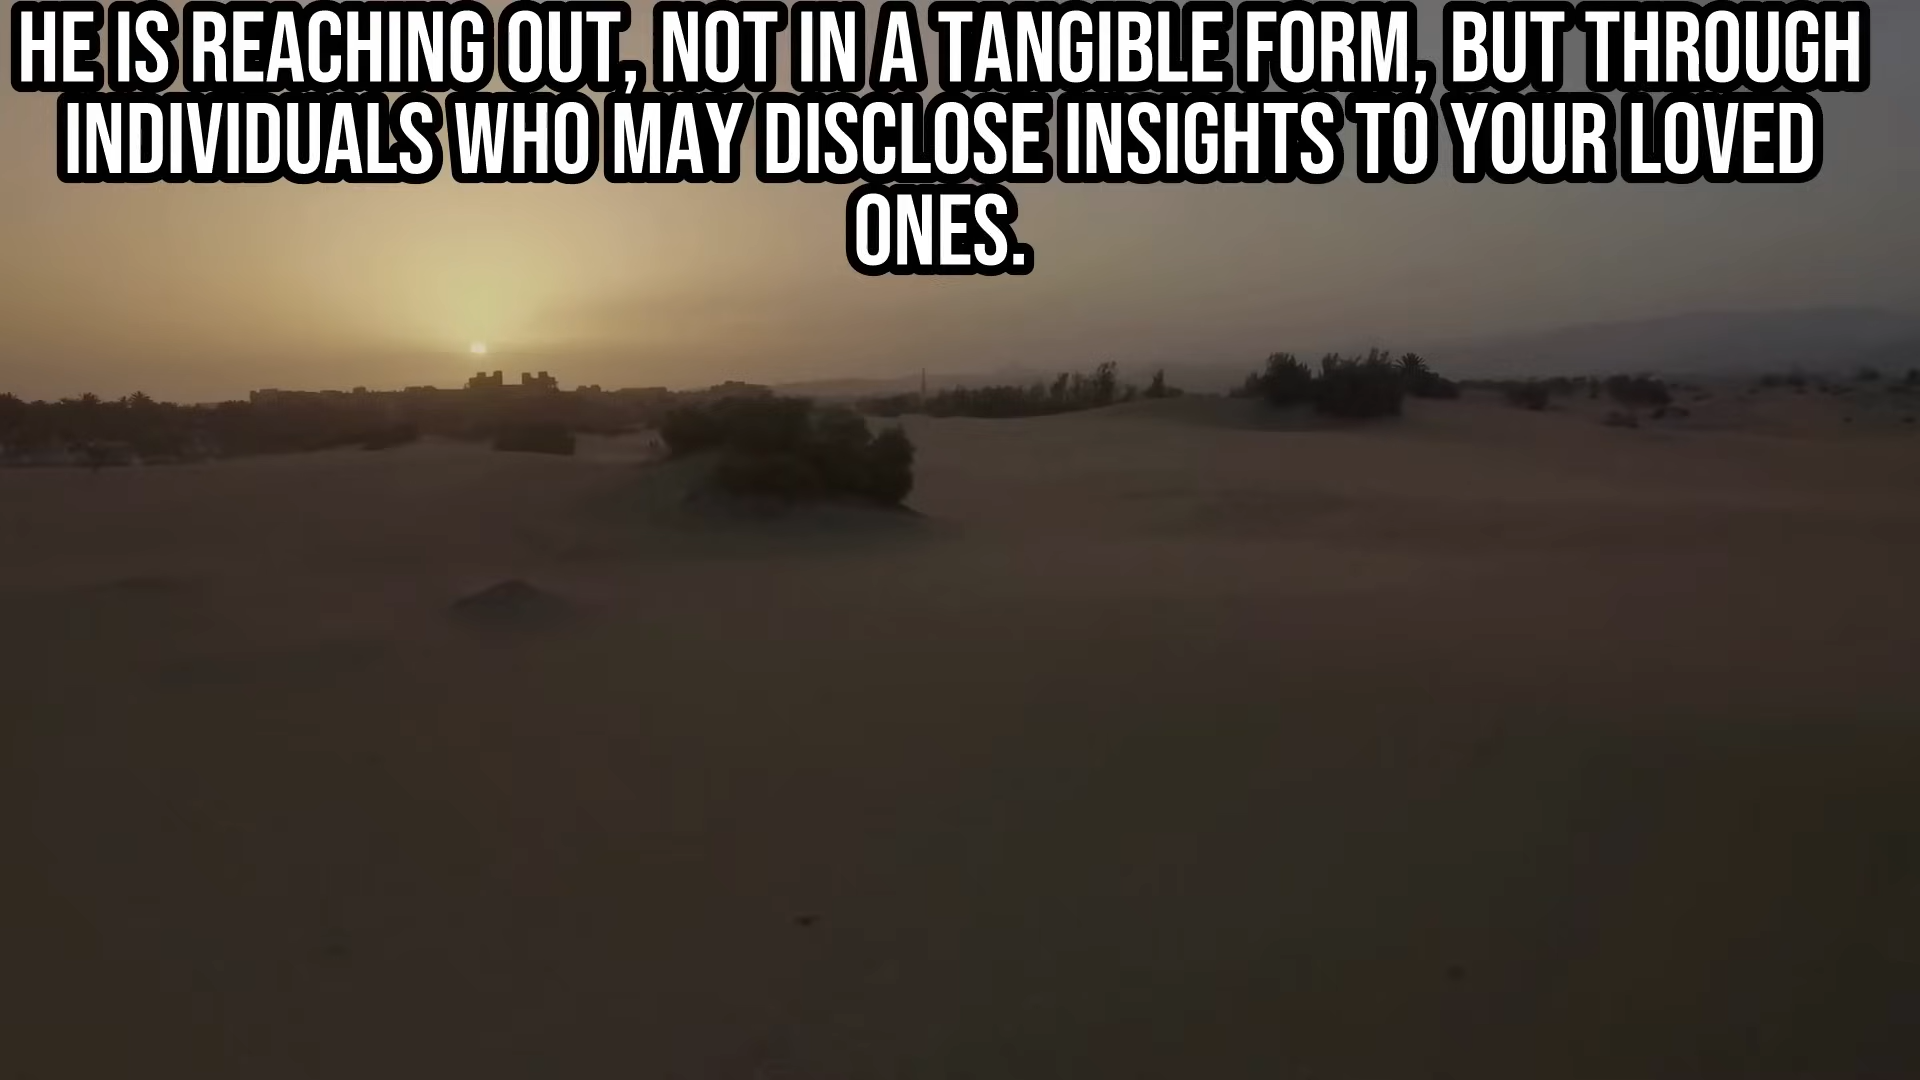 HE IS REACHING OUT, NOT IN A TANGIBLE FORM, BUT THROUGH
INDIVIDUALS WHO MAY DISCLOSE INSIGHTS TO YOUR LOVED
ONES.